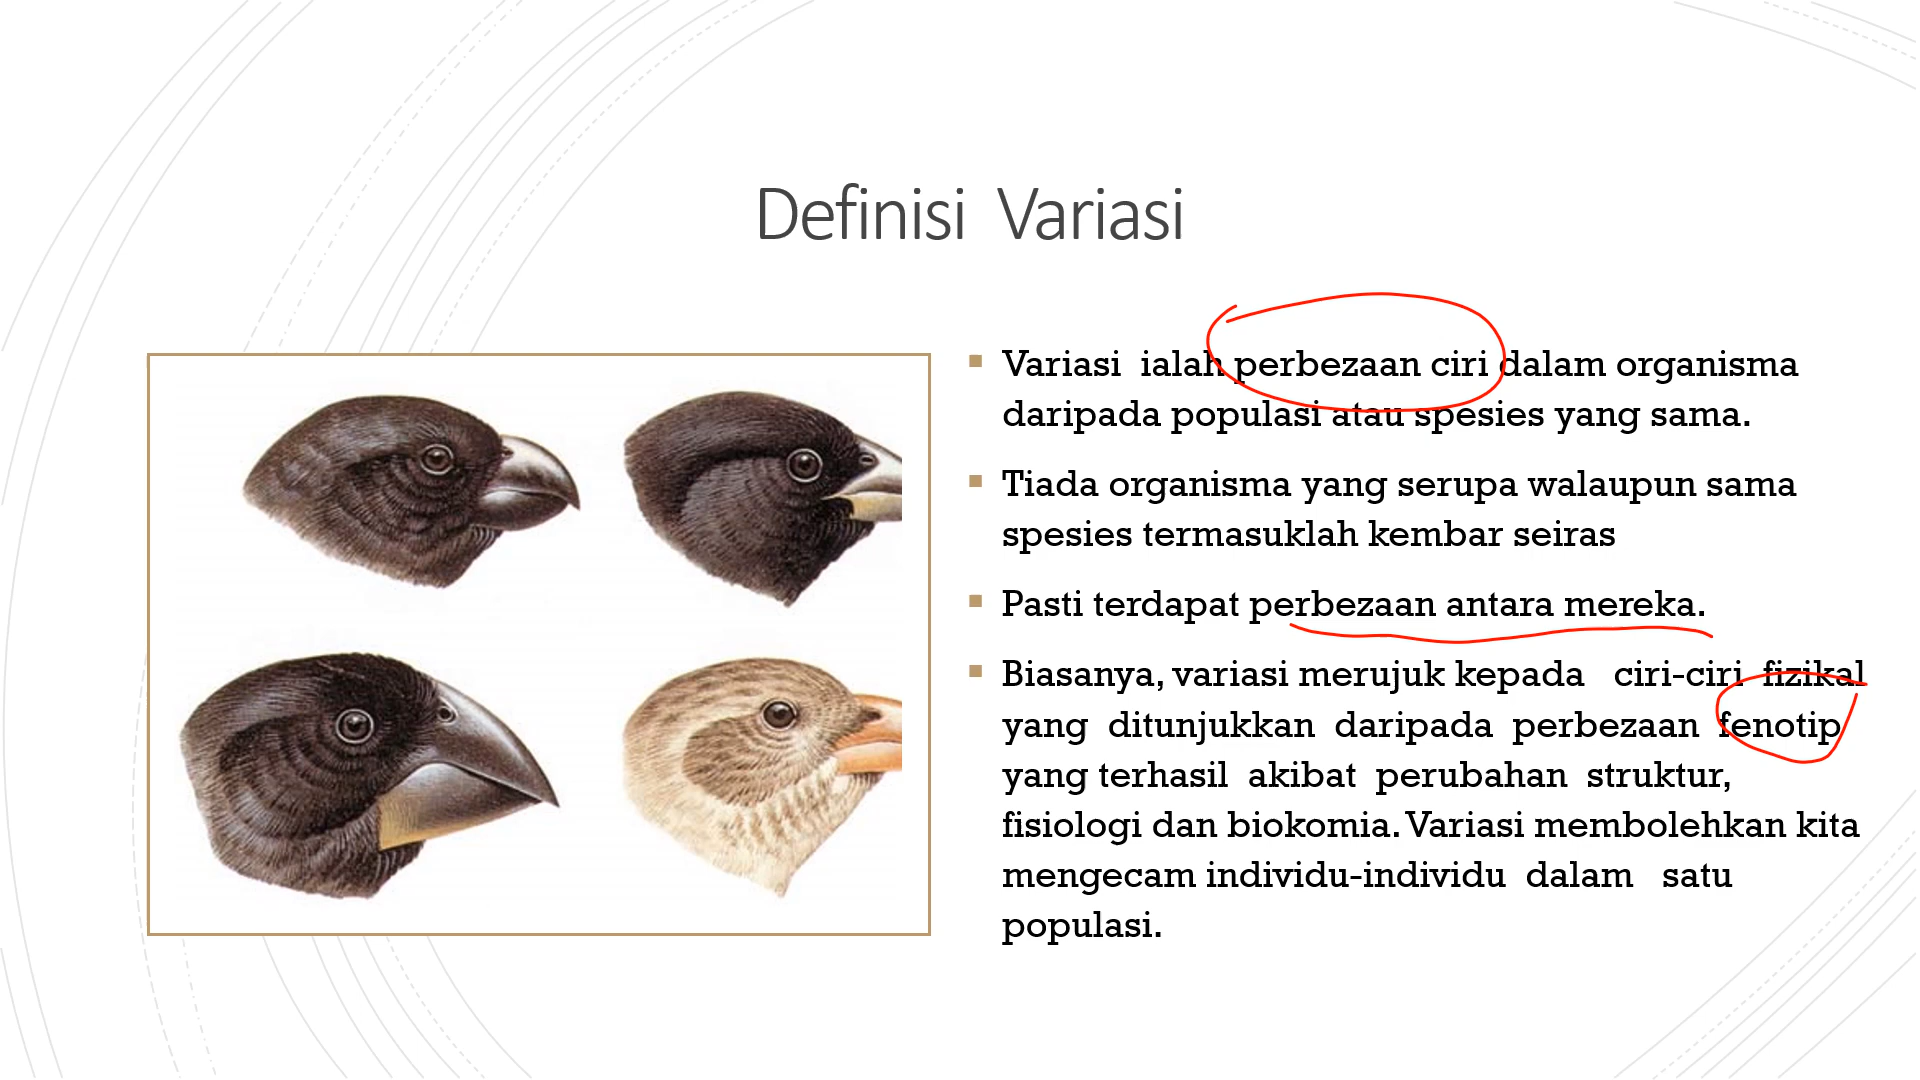 Definisi Variasi
Variasi ialah perbezaan ciri dalam organisma
daripada populasi atau spesies yang sama.
Tiada organisma yang serupa walaupun sama
spesies termasuklah kembar seiras
Pasti terdapat perbezaan antara mereka.
Biasanya, variasi merujuk kepada ciri-ciri fizikal
yang ditunjukkan daripada perbezaan fenotip
yang terhasil akibat perubahan struktur,
fisiologi dan biokomia. Variasi membolehkan kita
mengecam individu-individu dalam satu
populasi.